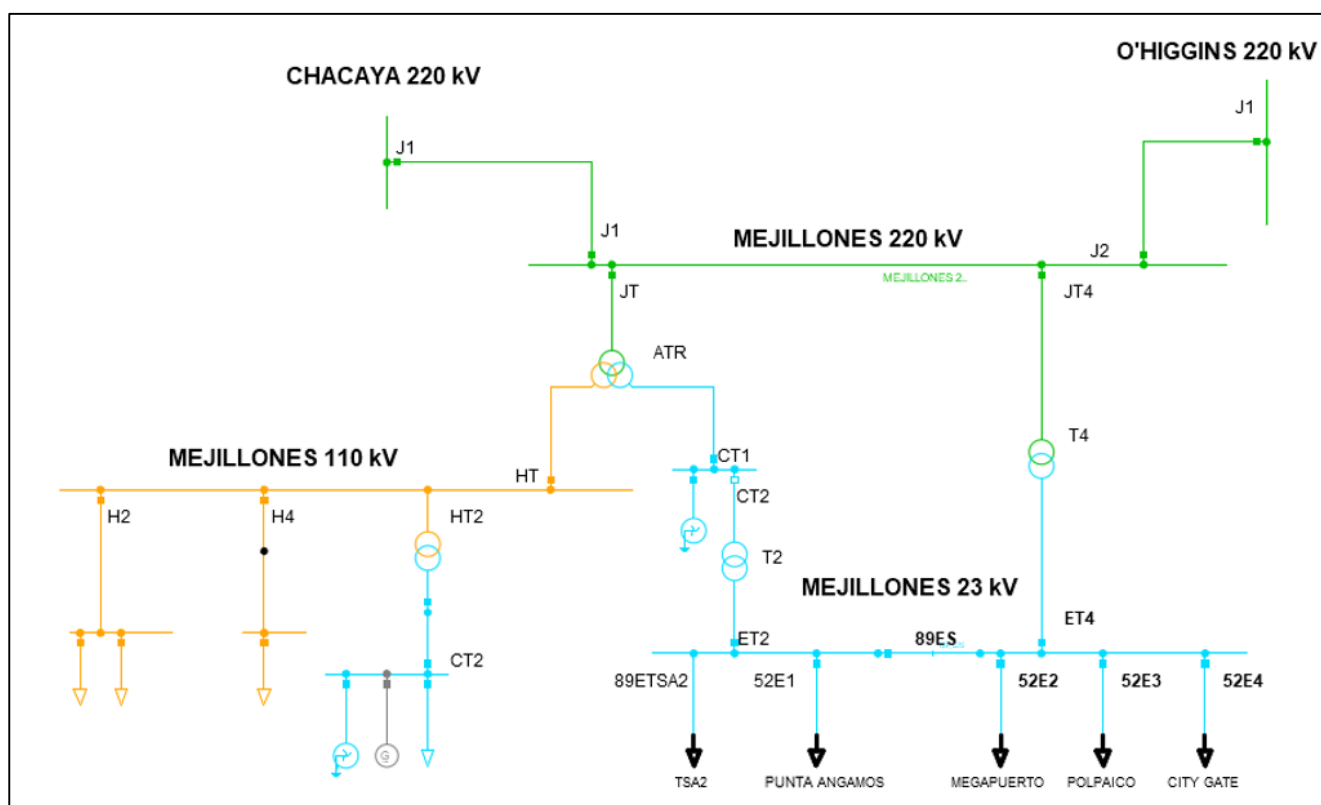 O'HIGGINS 220 kV
CHACAYA 220 kV
J1
J1
J1
MEJILLONES 220 kV
J2
MEJILLONES 2..
JT
JT4
ATR
T4
MEJILLONES 110 kV
CT1
HT
CT2
H2
H4
HT2
T2
MEJILLONES 23 kV
ET4
ET2
89ES
CT2
89ETSA2
52E1
52E2
52E3
52E4
G
TSA2
PUNTA ANGAMOS
MEGAPUERTO
POLPAICO
CITY GATE